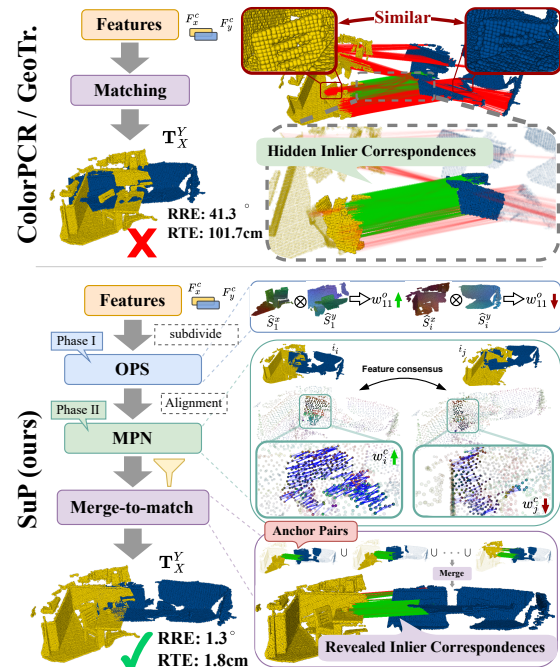 ColorPCR / GeoTr.
Features
F_x^c
F_y^c
Matching
T_X^Y
RRE: 41.3°
RTE: 101.7cm
Similar
Hidden Inlier Correspondences
SuP (ours)
Features
F_x^c
F_y^c
subdivide
Phase I
OPS
Alignment
Phase II
MPN
Merge-to-match
T_X^Y
RRE: 1.3°
RTE: 1.8cm
Ŝ_1^x ⊗ Ŝ_1^y ⇒ w_11^o Ŝ_i^x ⊗ Ŝ_i^y ⇒ w_11^o
i_i
i_j
Feature consensus
w_i^c
w_j^c
Anchor Pairs
∪ ∪ · · · ∪
Merge
Revealed Inlier Correspondences